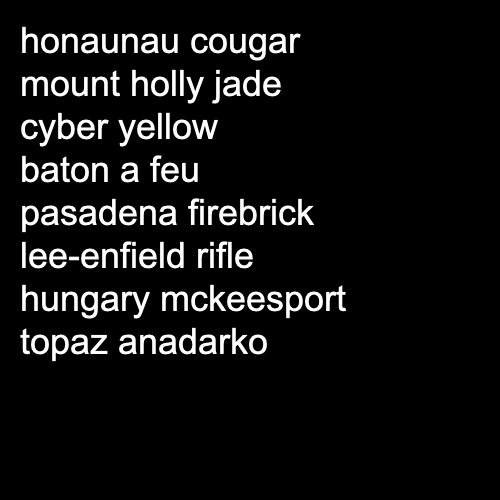 honaunau cougar
mount holly jade
cyber yellow
baton a feu
pasadena firebrick
lee-enfield rifle
hungary mckeesport
topaz anadarko